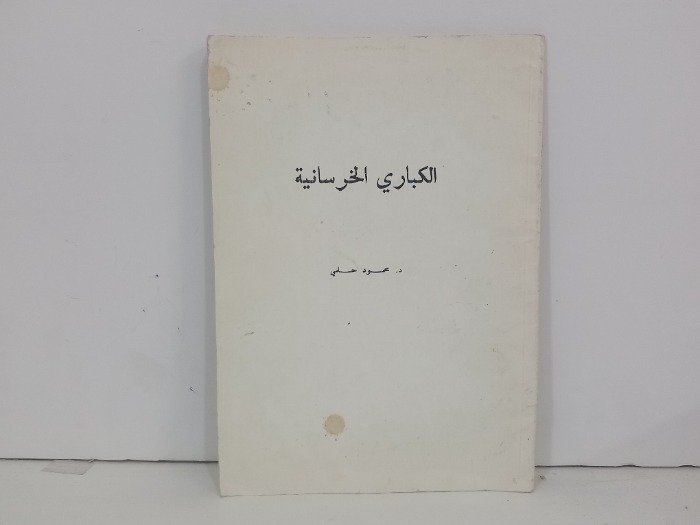 الكباري الخرسانية
د. محمود حلمي